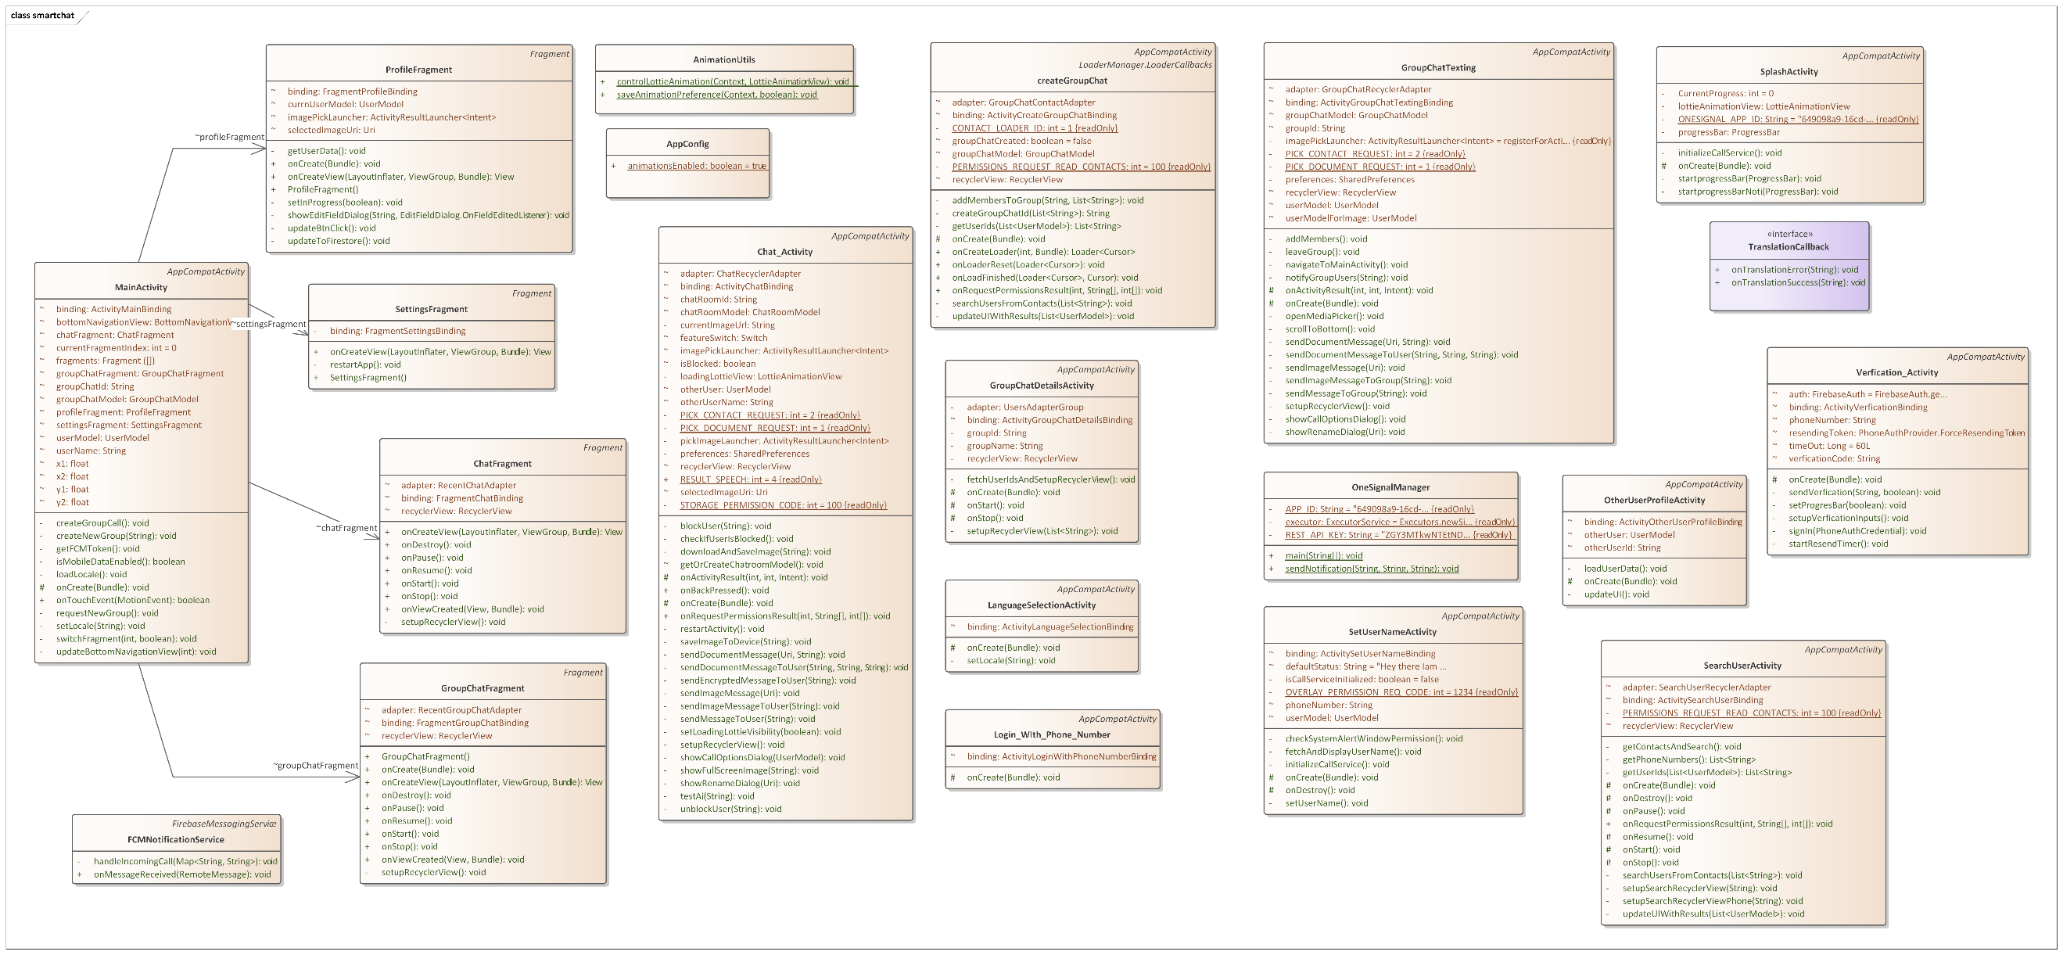 class smartchat
Fragment
ProfileFragment
~ binding: FragmentProfileBinding
~ currnUserModel: UserModel
~ imagePickLauncher: ActivityResultLauncher<Intent>
~ selectedImageUri: Uri
- getUserData(): void
+ onCreate(Bundle): void
+ onCreateView(LayoutInflater, ViewGroup, Bundle): View
+ ProfileFragment()
- setInProgress(boolean): void
- showEditFieldDialog(String, EditFieldDialog.OnFieldEditedListener): void
- updateBtnClick(): void
- updateToFirestore(): void
~profileFragment
AppCompatActivity
MainActivity
~ binding: ActivityMainBinding
~ bottomNavigationView: BottomNavigationV
~ chatFragment: ChatFragment
~ currentFragmentIndex: int = 0
~ fragments: Fragment ([])
~ groupChatFragment: GroupChatFragment
~ groupChatId: String
~ groupChatModel: GroupChatModel
~ profileFragment: ProfileFragment
~ settingsFragment: SettingsFragment
~ userModel: UserModel
~ userName: String
~ x1: float
~ x2: float
~ y1: float
~ y2: float
- createGroupCall(): void
- createNewGroup(String): void
- getFCMToken(): void
- isMobileDataEnabled(): boolean
- loadLocale(): void
# onCreate(Bundle): void
+ onTouchEvent(MotionEvent): boolean
- requestNewGroup(): void
- setLocale(String): void
- switchFragment(int, boolean): void
- updateBottomNavigationView(int): void
~settingsFragment
Fragment
SettingsFragment
- binding: FragmentSettingsBinding
+ onCreateView(LayoutInflater, ViewGroup, Bundle): View
- restartApp(): void
+ SettingsFragment()
~chatFragment
Fragment
ChatFragment
~ adapter: RecentChatAdapter
~ binding: FragmentChatBinding
~ recyclerView: RecyclerView
+ onCreateView(LayoutInflater, ViewGroup, Bundle): View
+ onDestroy(): void
+ onPause(): void
+ onResume(): void
+ onStart(): void
+ onStop(): void
+ onViewCreated(View, Bundle): void
- setupRecyclerView(): void
~groupChatFragment
Fragment
GroupChatFragment
~ adapter: RecentGroupChatAdapter
~ binding: FragmentGroupChatBinding
~ recyclerView: RecyclerView
+ GroupChatFragment()
+ onCreate(Bundle): void
+ onCreateView(LayoutInflater, ViewGroup, Bundle): View
+ onDestroy(): void
+ onPause(): void
+ onResume(): void
+ onStart(): void
+ onStop(): void
+ onViewCreated(View, Bundle): void
- setupRecyclerView(): void
FirebaseMessagingService
FCMNotificationService
- handleIncomingCall(Map<String, String>): void
+ onMessageReceived(RemoteMessage): void
AnimationUtils
+ controlLottieAnimation(Context, LottieAnimationView): void
+ saveAnimationPreference(Context, boolean): void
AppConfig
+ animationsEnabled: boolean = true
AppCompatActivity
Chat_Activity
~ adapter: ChatRecyclerAdapter
~ binding: ActivityChatBinding
~ chatRoomId: String
~ chatRoomModel: ChatRoomModel
- currentImageUrl: String
~ featureSwitch: Switch
~ imagePickLauncher: ActivityResultLauncher<Intent>
~ isBlocked: boolean
- loadingLottieView: LottieAnimationView
~ otherUser: UserModel
~ otherUserName: String
- PICK_CONTACT_REQUEST: int = 2 {readOnly}
- PICK_DOCUMENT_REQUEST: int = 1 {readOnly}
- pickImageLauncher: ActivityResultLauncher<Intent>
- preferences: SharedPreferences
~ recyclerView: RecyclerView
+ RESULT_SPEECH: int = 4 {readOnly}
~ selectedImageUri: Uri
- STORAGE_PERMISSION_CODE: int = 100 {readOnly}
- blockUser(String): void
- checkIfUserIsBlocked(): void
- downloadAndSaveImage(String): void
~ getOrCreateChatroomModel(): void
# onActivityResult(int, int, Intent): void
+ onBackPressed(): void
# onCreate(Bundle): void
+ onRequestPermissionsResult(int, String[], int[]): void
- restartActivity(): void
- saveImageToDevice(String): void
- sendDocumentMessage(Uri, String): void
- sendDocumentMessageToUser(String, String, String): void
- sendEncryptedMessageToUser(String): void
- sendImageMessage(Uri): void
- sendImageMessageToUser(String): void
- sendMessageToUser(String): void
- setLoadingLottieVisibility(boolean): void
- setupRecyclerView(): void
- showCallOptionsDialog(UserModel): void
- showFullScreenImage(String): void
- showRenameDialog(Uri): void
- testAi(String): void
- unblockUser(String): void
AppCompatActivity
LoaderManager.LoaderCallbacks
createGroupChat
~ adapter: GroupChatContactAdapter
~ binding: ActivityCreateGroupChatBinding
- CONTACT_LOADER_ID: int = 1 {readOnly}
~ groupChatCreated: boolean = false
~ groupChatModel: GroupChatModel
- PERMISSIONS_REQUEST_READ_CONTACTS: int = 100 {readOnly}
~ recyclerView: RecyclerView
- addMembersToGroup(String, List<String>): void
- createGroupChatId(List<String>): String
- getUserIds(List<UserModel>): List<String>
# onCreate(Bundle): void
+ onCreateLoader(int, Bundle): Loader<Cursor>
+ onLoaderReset(Loader<Cursor>): void
+ onLoadFinished(Loader<Cursor>, Cursor): void
+ onRequestPermissionsResult(int, String[], int[]): void
- searchUsersFromContacts(List<String>): void
- updateUIWithResults(List<UserModel>): void
AppCompatActivity
GroupChatDetailsActivity
- adapter: UsersAdapterGroup
~ binding: ActivityGroupChatDetailsBinding
- groupId: String
- groupName: String
- recyclerView: RecyclerView
- fetchUserIdsAndSetupRecyclerView(): void
# onCreate(Bundle): void
# onStart(): void
# onStop(): void
- setupRecyclerView(List<String>): void
AppCompatActivity
LanguageSelectionActivity
~ binding: ActivityLanguageSelectionBinding
# onCreate(Bundle): void
- setLocale(String): void
AppCompatActivity
Login_With_Phone_Number
~ binding: ActivityLoginWithPhoneNumberBinding
# onCreate(Bundle): void
AppCompatActivity
GroupChatTexting
~ adapter: GroupChatRecyclerAdapter
~ binding: ActivityGroupChatTextingBinding
~ groupChatModel: GroupChatModel
~ groupId: String
- imagePickLauncher: ActivityResultLauncher<Intent> = registerForActi... {readOnly}
- PICK_CONTACT_REQUEST: int = 2 {readOnly}
- PICK_DOCUMENT_REQUEST: int = 1 {readOnly}
- preferences: SharedPreferences
~ recyclerView: RecyclerView
~ userModel: UserModel
~ userModelForImage: UserModel
- addMembers(): void
- leaveGroup(): void
- navigateToMainActivity(): void
- notifyGroupUsers(String): void
# onActivityResult(int, int, Intent): void
# onCreate(Bundle): void
- openMediaPicker(): void
- scrollToBottom(): void
- sendDocumentMessage(Uri, String): void
- sendDocumentMessageToUser(String, String, String): void
- sendImageMessage(Uri): void
- sendImageMessageToGroup(String): void
- sendMessageToGroup(String): void
- setupRecyclerView(): void
- showCallOptionsDialog(): void
- showRenameDialog(Uri): void
OneSignalManager
- APP_ID: String = "649098a9-16cd-... {readOnly}
- executor: ExecutorService = Executors.newSi... {readOnly}
- REST_API_KEY: String = "ZGY3MTkwNTEtND... {readOnly}
+ main(String[]): void
+ sendNotification(String, String, String): void
AppCompatActivity
SetUserNameActivity
~ binding: ActivitySetUserNameBinding
~ defaultStatus: String = "Hey there Iam ...
- isCallServiceInitialized: boolean = false
- OVERLAY_PERMISSION_REQ_CODE: int = 1234 {readOnly}
~ phoneNumber: String
~ userModel: UserModel
- checkSystemAlertWindowPermission(): void
- fetchAndDisplayUserName(): void
- initializeCallService(): void
# onCreate(Bundle): void
# onDestroy(): void
- setUserName(): void
AppCompatActivity
SplashActivity
- CurrentProgress: int = 0
- lottieAnimationView: LottieAnimationView
- ONESIGNAL_APP_ID: String = "649098a9-16cd-... {readOnly}
- progressBar: ProgressBar
- initializeCallService(): void
# onCreate(Bundle): void
- startprogressBar(ProgressBar): void
- startprogressBarNoti(ProgressBar): void
«interface»
TranslationCallback
+ onTranslationError(String): void
+ onTranslationSuccess(String): void
AppCompatActivity
Verfication_Activity
~ auth: FirebaseAuth = FirebaseAuth.ge...
~ binding: ActivityVerficationBinding
~ phoneNumber: String
~ resendingToken: PhoneAuthProvider.ForceResendingToken
~ timeOut: Long = 60L
~ verficationCode: String
# onCreate(Bundle): void
- sendVerfication(String, boolean): void
- setProgresBar(boolean): void
- setupVerficationInputs(): void
- signIn(PhoneAuthCredential): void
- startResendTimer(): void
AppCompatActivity
OtherUserProfileActivity
~ binding: ActivityOtherUserProfileBinding
~ otherUser: UserModel
~ otherUserId: String
- loadUserData(): void
# onCreate(Bundle): void
- updateUI(): void
AppCompatActivity
SearchUserActivity
~ adapter: SearchUserRecyclerAdapter
~ binding: ActivitySearchUserBinding
- PERMISSIONS_REQUEST_READ_CONTACTS: int = 100 {readOnly}
~ recyclerView: RecyclerView
- getContactsAndSearch(): void
- getPhoneNumbers(): List<String>
- getUserIds(List<UserModel>): List<String>
# onCreate(Bundle): void
# onDestroy(): void
# onPause(): void
+ onRequestPermissionsResult(int, String[], int[]): void
# onResume(): void
# onStart(): void
# onStop(): void
- searchUsersFromContacts(List<String>): void
- setupSearchRecyclerView(String): void
- setupSearchRecyclerViewPhone(String): void
- updateUIWithResults(List<UserModel>): void